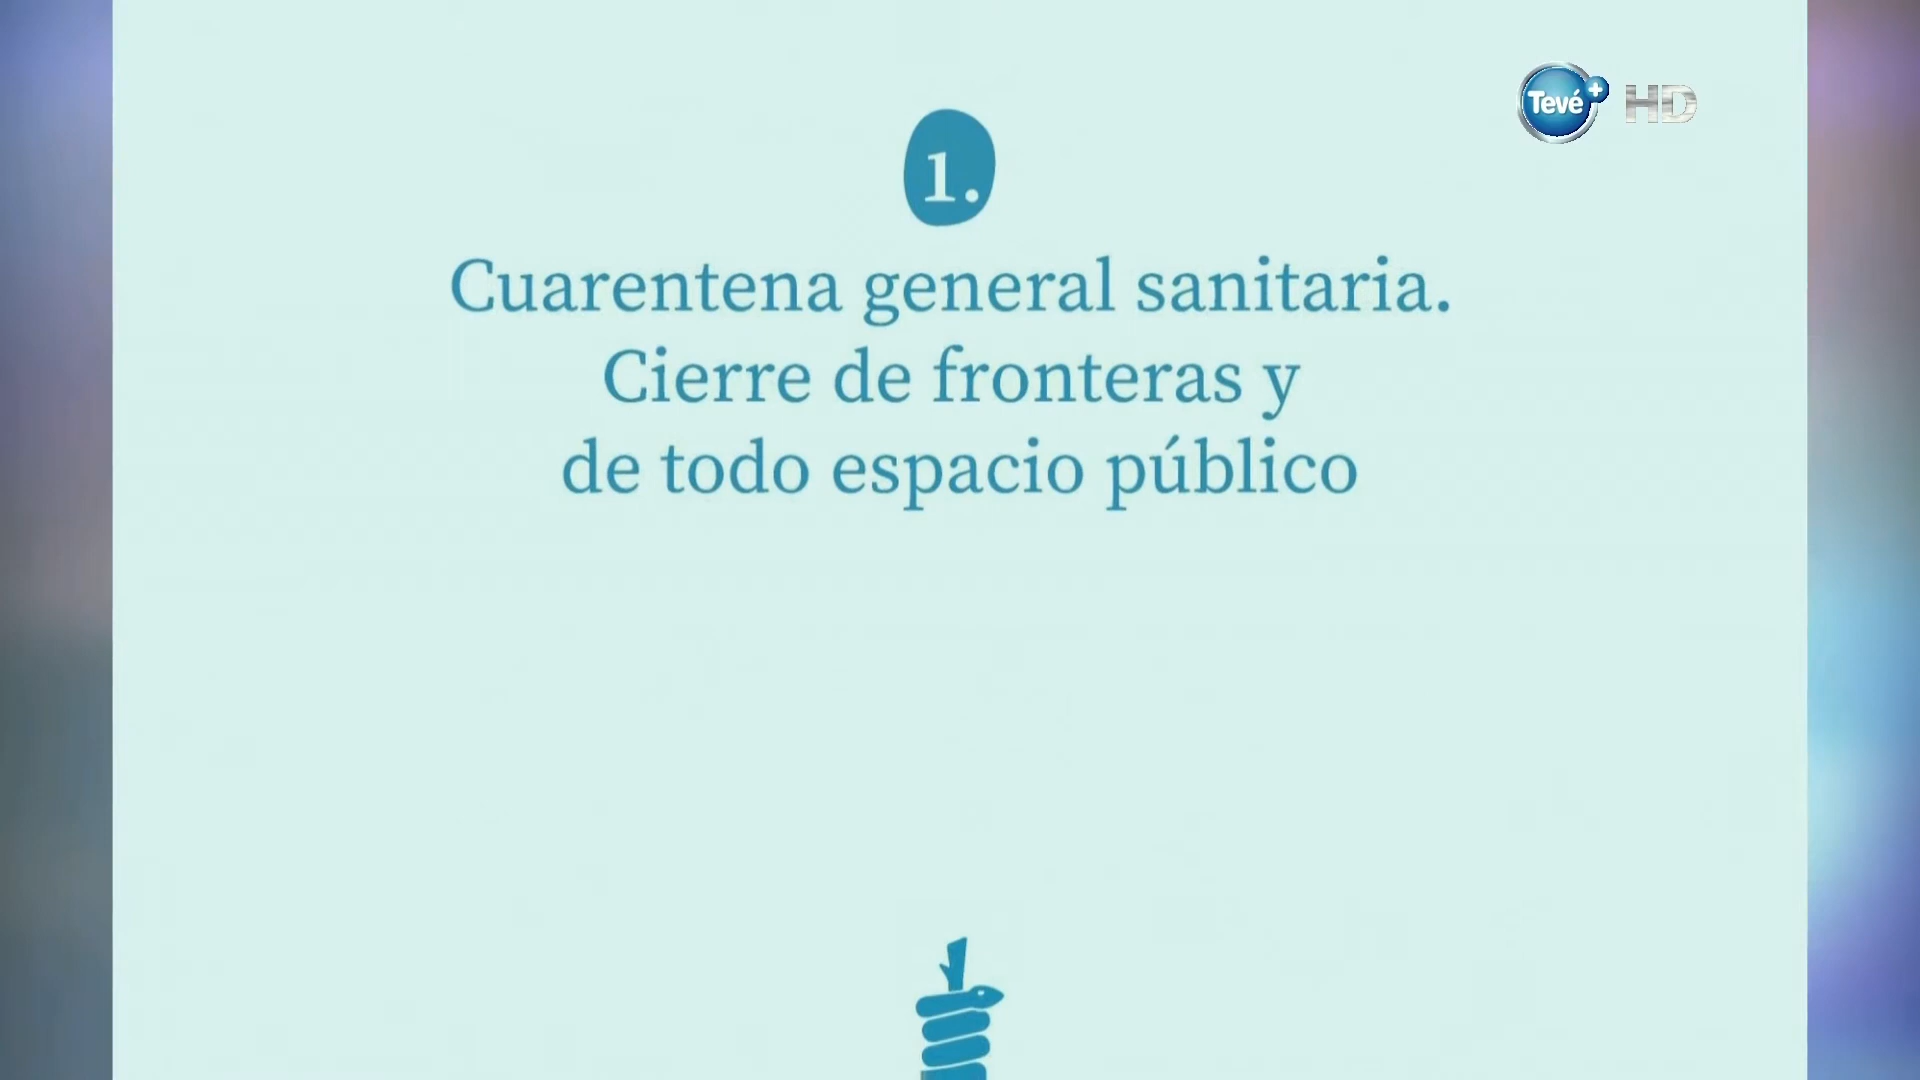 Tevé+ HD
1.
Cuarentena general sanitaria.
Cierre de fronteras y
de todo espacio público